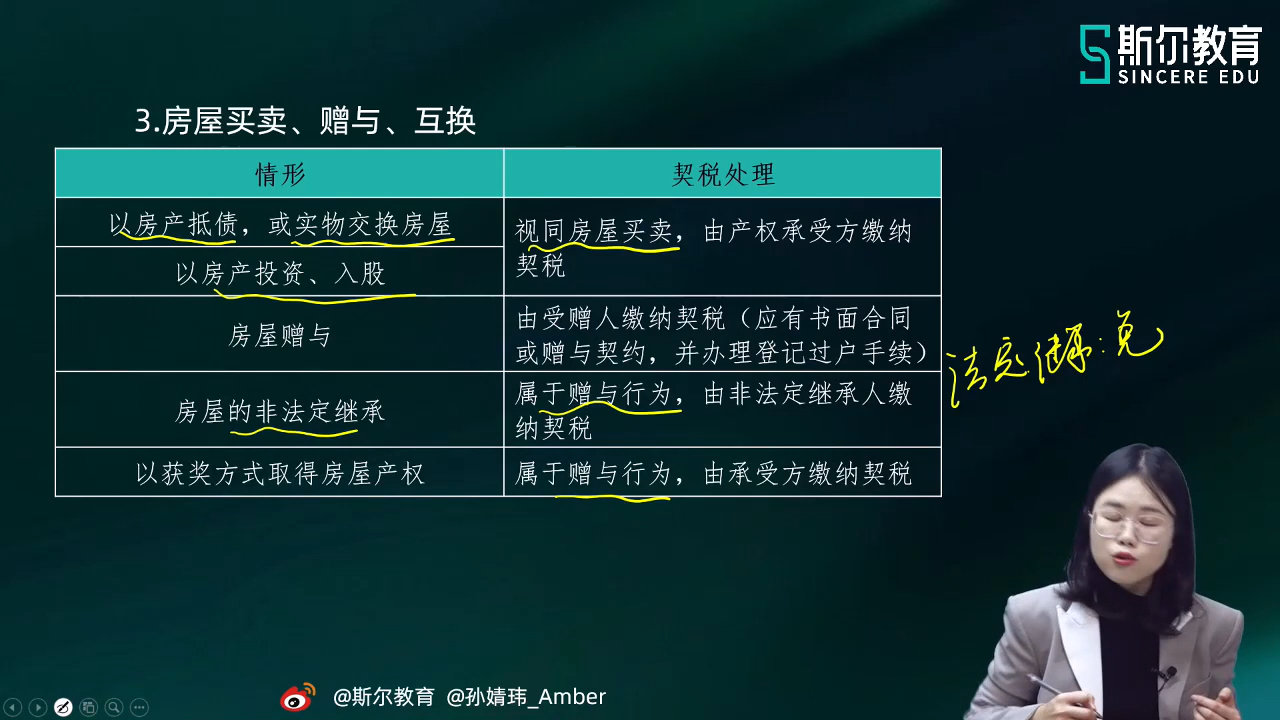 斯尔教育
SINCERE EDU
3.房屋买卖、赠与、互换
情形
契税处理
以房产抵债，或实物交换房屋
以房产投资、入股
视同房屋买卖，由产权承受方缴纳
契税
房屋赠与
由受赠人缴纳契税（应有书面合同
或赠与契约，并办理登记过户手续）
法定继承:免
房屋的非法定继承
属于赠与行为，由非法定继承人缴
纳契税
以获奖方式取得房屋产权
属于赠与行为，由承受方缴纳契税
@斯尔教育 @孙婧玮_Amber